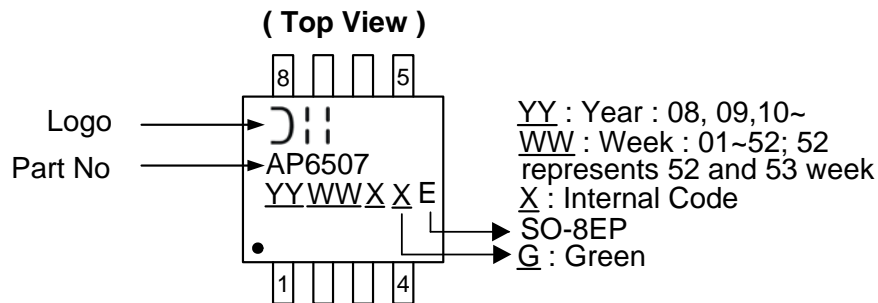 ( Top View )
8 5
Logo
Part No
AP6507
YYWWX X E
1 4
YY : Year : 08, 09,10~
WW : Week : 01~52; 52
represents 52 and 53 week
X : Internal Code
SO-8EP
G : Green